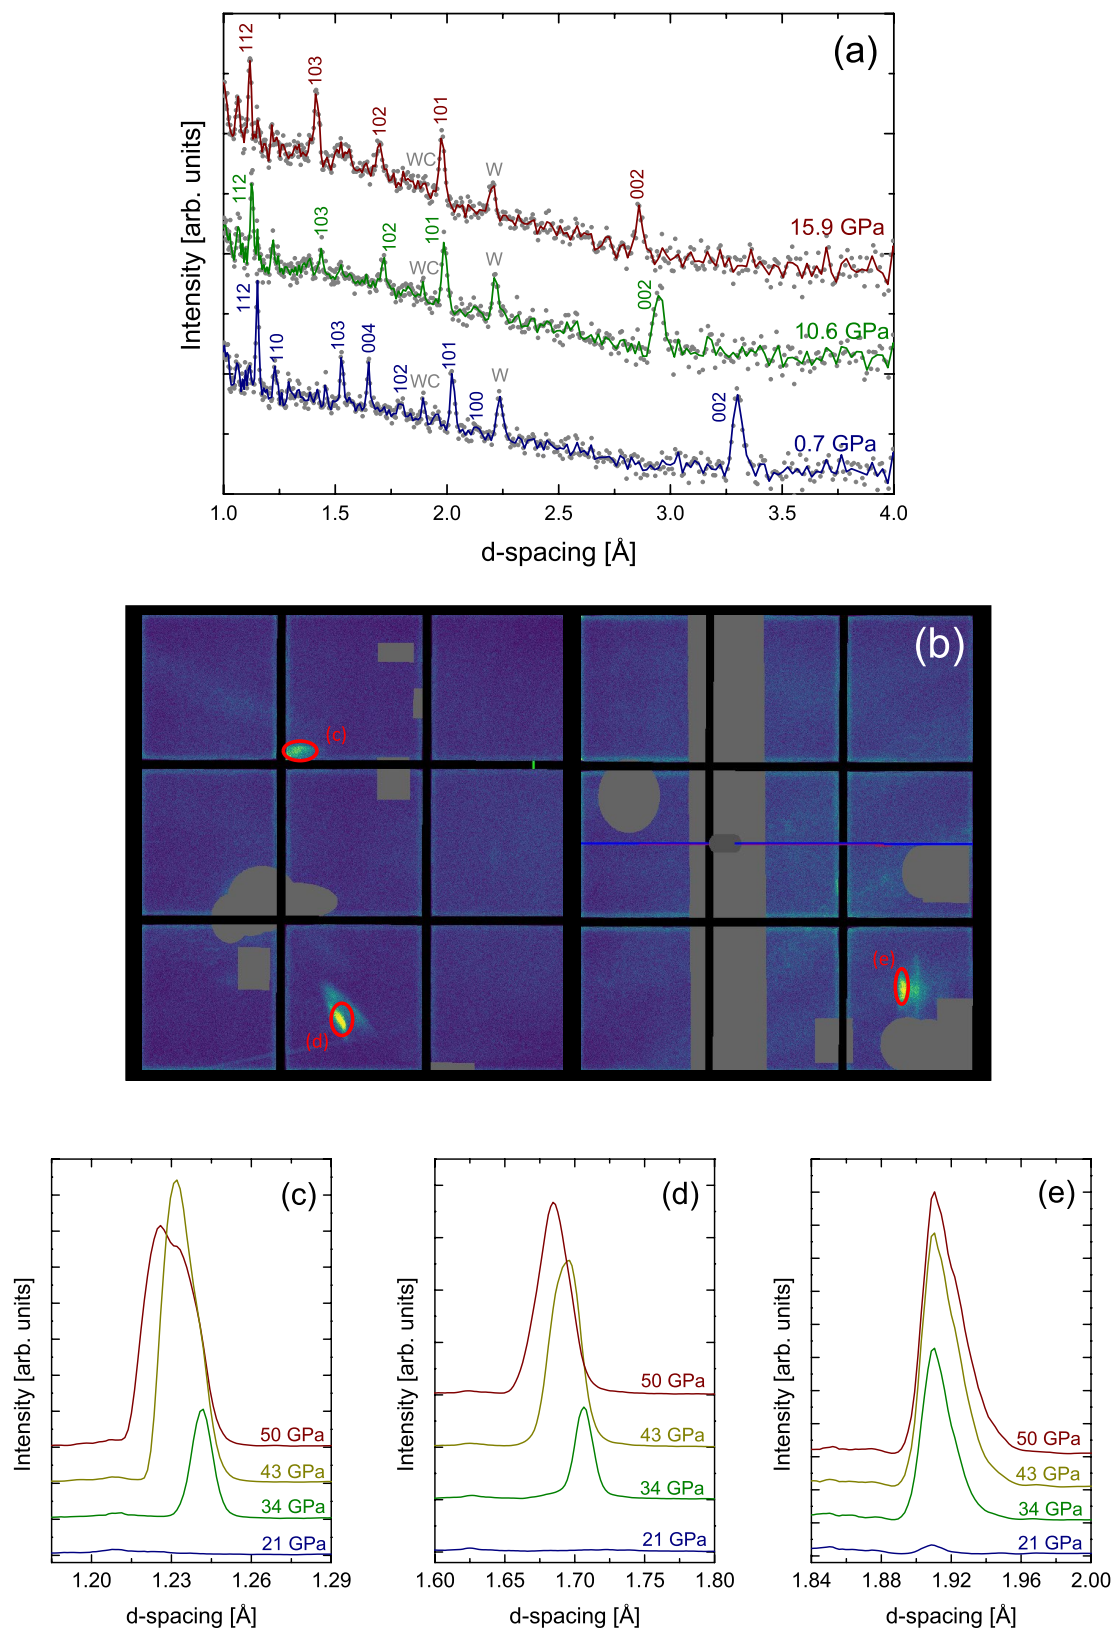 (a)
112
103
102
WC
101
W
002
15.9 GPa
112
103
102
WC
101
W
002
10.6 GPa
112
110
103
004
102
WC
101
100
W
002
0.7 GPa
Intensity [arb. units]
1.0 1.5 2.0 2.5 3.0 3.5 4.0
d-spacing [Å]
(b)
(c)
(d)
(e)
(c)
50 GPa
43 GPa
34 GPa
21 GPa
Intensity [arb. units]
1.20 1.23 1.26 1.29
d-spacing [Å]
(d)
50 GPa
43 GPa
34 GPa
21 GPa
Intensity [arb. units]
1.60 1.65 1.70 1.75 1.80
d-spacing [Å]
(e)
50 GPa
43 GPa
34 GPa
21 GPa
Intensity [arb. units]
1.84 1.88 1.92 1.96 2.00
d-spacing [Å]